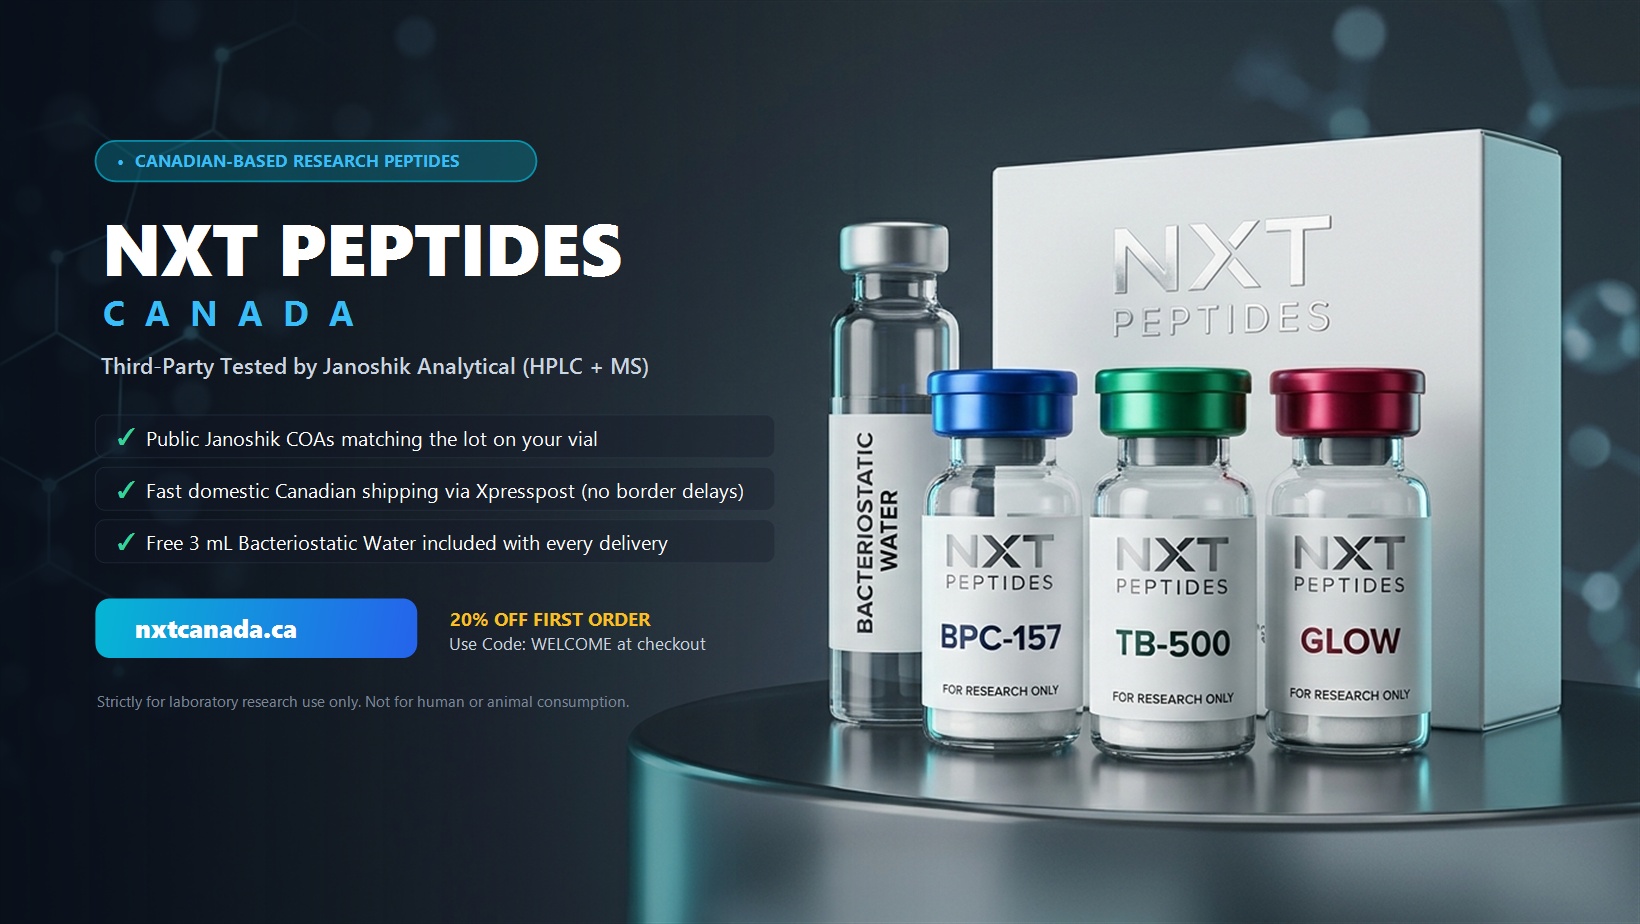 • CANADIAN-BASED RESEARCH PEPTIDES
NXT PEPTIDES
CANADA
Third-Party Tested by Janoshik Analytical (HPLC + MS)
✓ Public Janoshik COAs matching the lot on your vial
✓ Fast domestic Canadian shipping via Xpresspost (no border delays)
✓ Free 3 mL Bacteriostatic Water included with every delivery
nxtcanada.ca
20% OFF FIRST ORDER
Use Code: WELCOME at checkout
Strictly for laboratory research use only. Not for human or animal consumption.
NXT
PEPTIDES
BACTERIOSTATIC
WATER
NXT
PEPTIDES
BPC-157
FOR RESEARCH ONLY
NXT
PEPTIDES
TB-500
FOR RESEARCH ONLY
NXT
PEPTIDES
GLOW
FOR RESEARCH ONLY